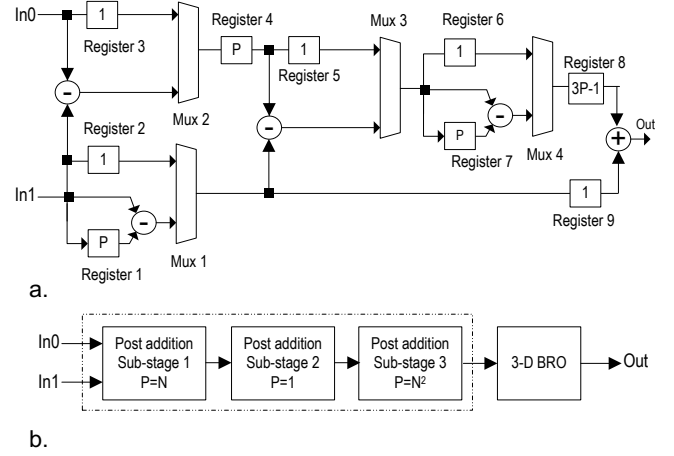 In0
1
Register 3
Register 4
P
1
Register 5
Mux 3
Register 6
1
Register 8
3P-1
-
Mux 2
-
-
P
Register 7
Mux 4
+
Out
Register 2
1
In1
-
P
Register 1
Mux 1
1
Register 9
a.
In0
In1
Post addition
Sub-stage 1
P=N
Post addition
Sub-stage 2
P=1
Post addition
Sub-stage 3
P=N²
3-D BRO
Out
b.